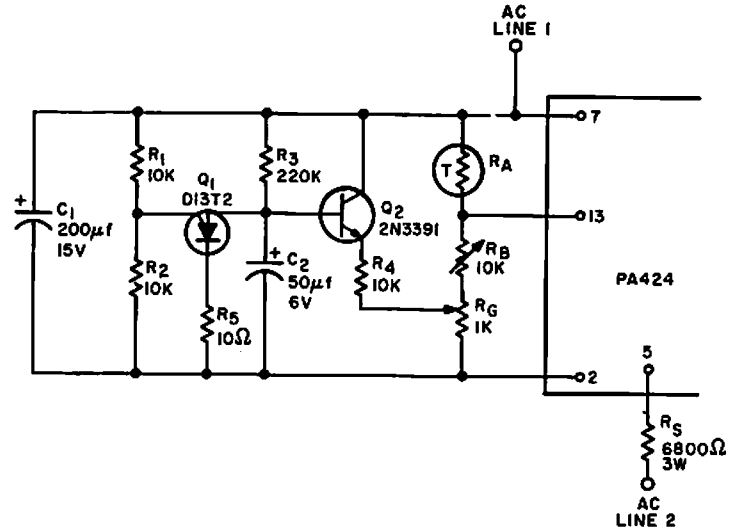 AC
LINE 1
7
R1
10K
Q1
D13T2
R3
220K
T
RA
13
+
C1
200μf
15V
Q2
2N3391
R2
10K
+
C2
50μf
6V
R4
10K
RB
10K
PA424
R5
10Ω
RG
1K
5
2
RS
6800Ω
3W
AC
LINE 2